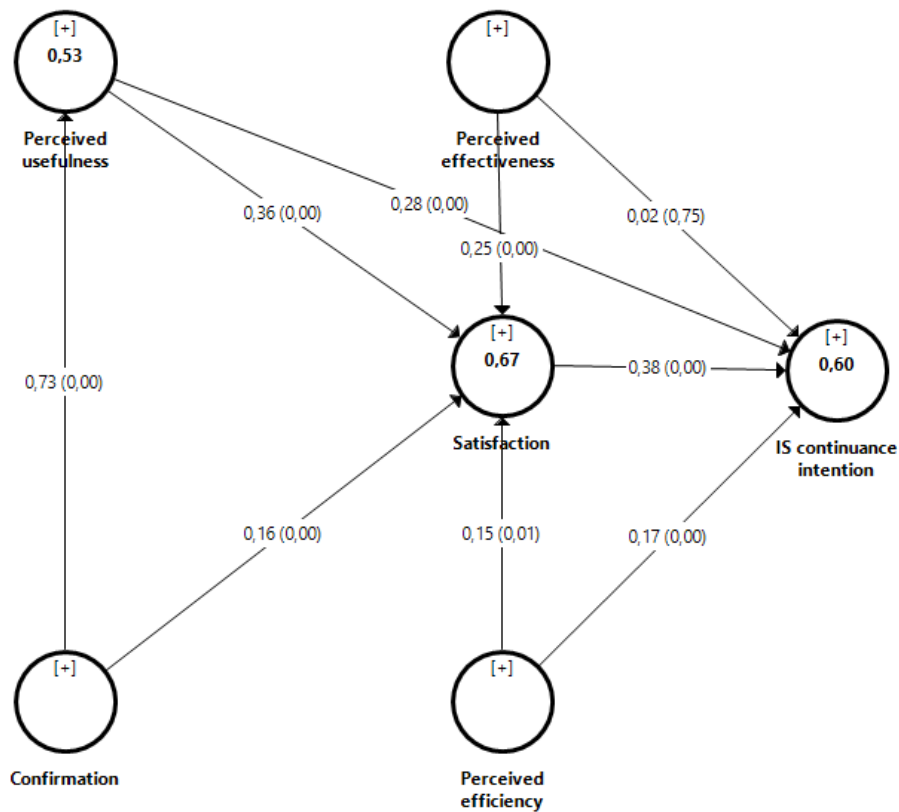 [+]
0,53
Perceived
usefulness
[+]
Perceived
effectiveness
0,36 (0,00)
0,28 (0,00)
0,02 (0,75)
0,25 (0,00)
[+]
0,67
Satisfaction
0,38 (0,00)
[+]
0,60
IS continuance
intention
0,73 (0,00)
0,16 (0,00)
0,15 (0,01)
0,17 (0,00)
[+]
Confirmation
[+]
Perceived
efficiency